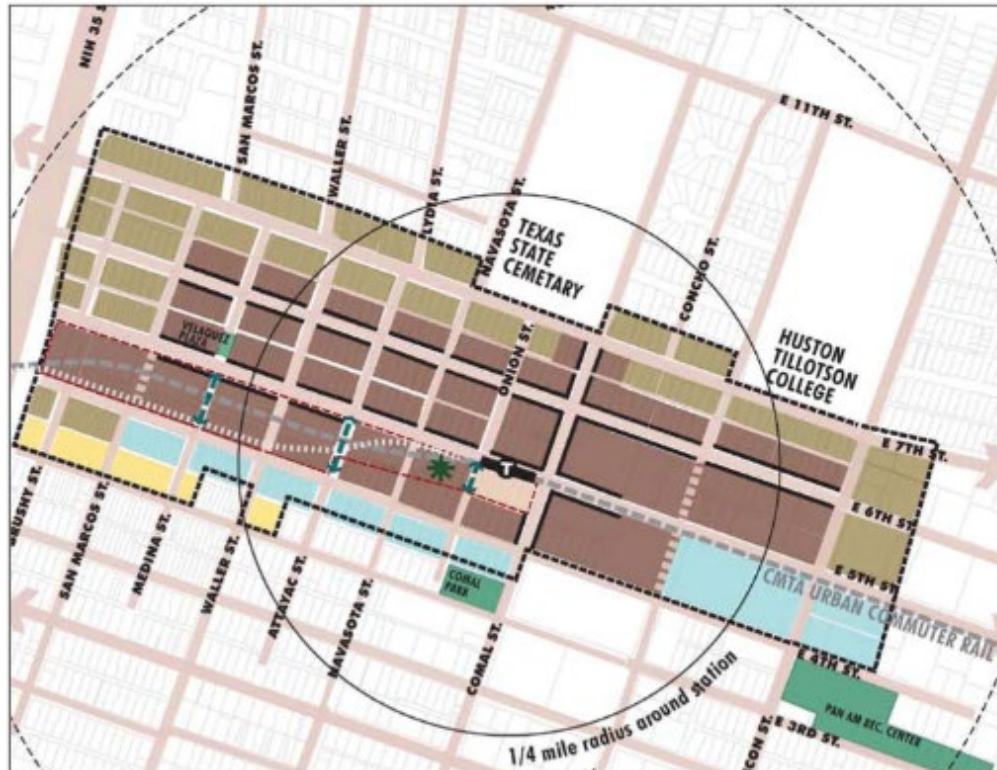 NIH 35
SAN MARCOS ST.
WALLER ST.
LYDIA ST.
NAVASOTA ST.
E 11TH ST.
TEXAS
STATE
CEMETARY
CONCHO ST.
ONION ST.
HUSTON
TILLOTSON
COLLEGE
VELAQUEZ
PLAZA
T
E 7TH ST.
E 6TH ST.
E 5TH ST.
CMTA URBAN COMMUTER RAIL
COMAL
PARK
BRUSHY ST.
SAN MARCOS ST.
MEDINA ST.
WALLER ST.
ATTATAC ST.
NAVASOTA ST.
COMAL ST.
E 4TH ST.
PAN AM REC. CENTER
E 3RD ST.
1/4 mile radius around station